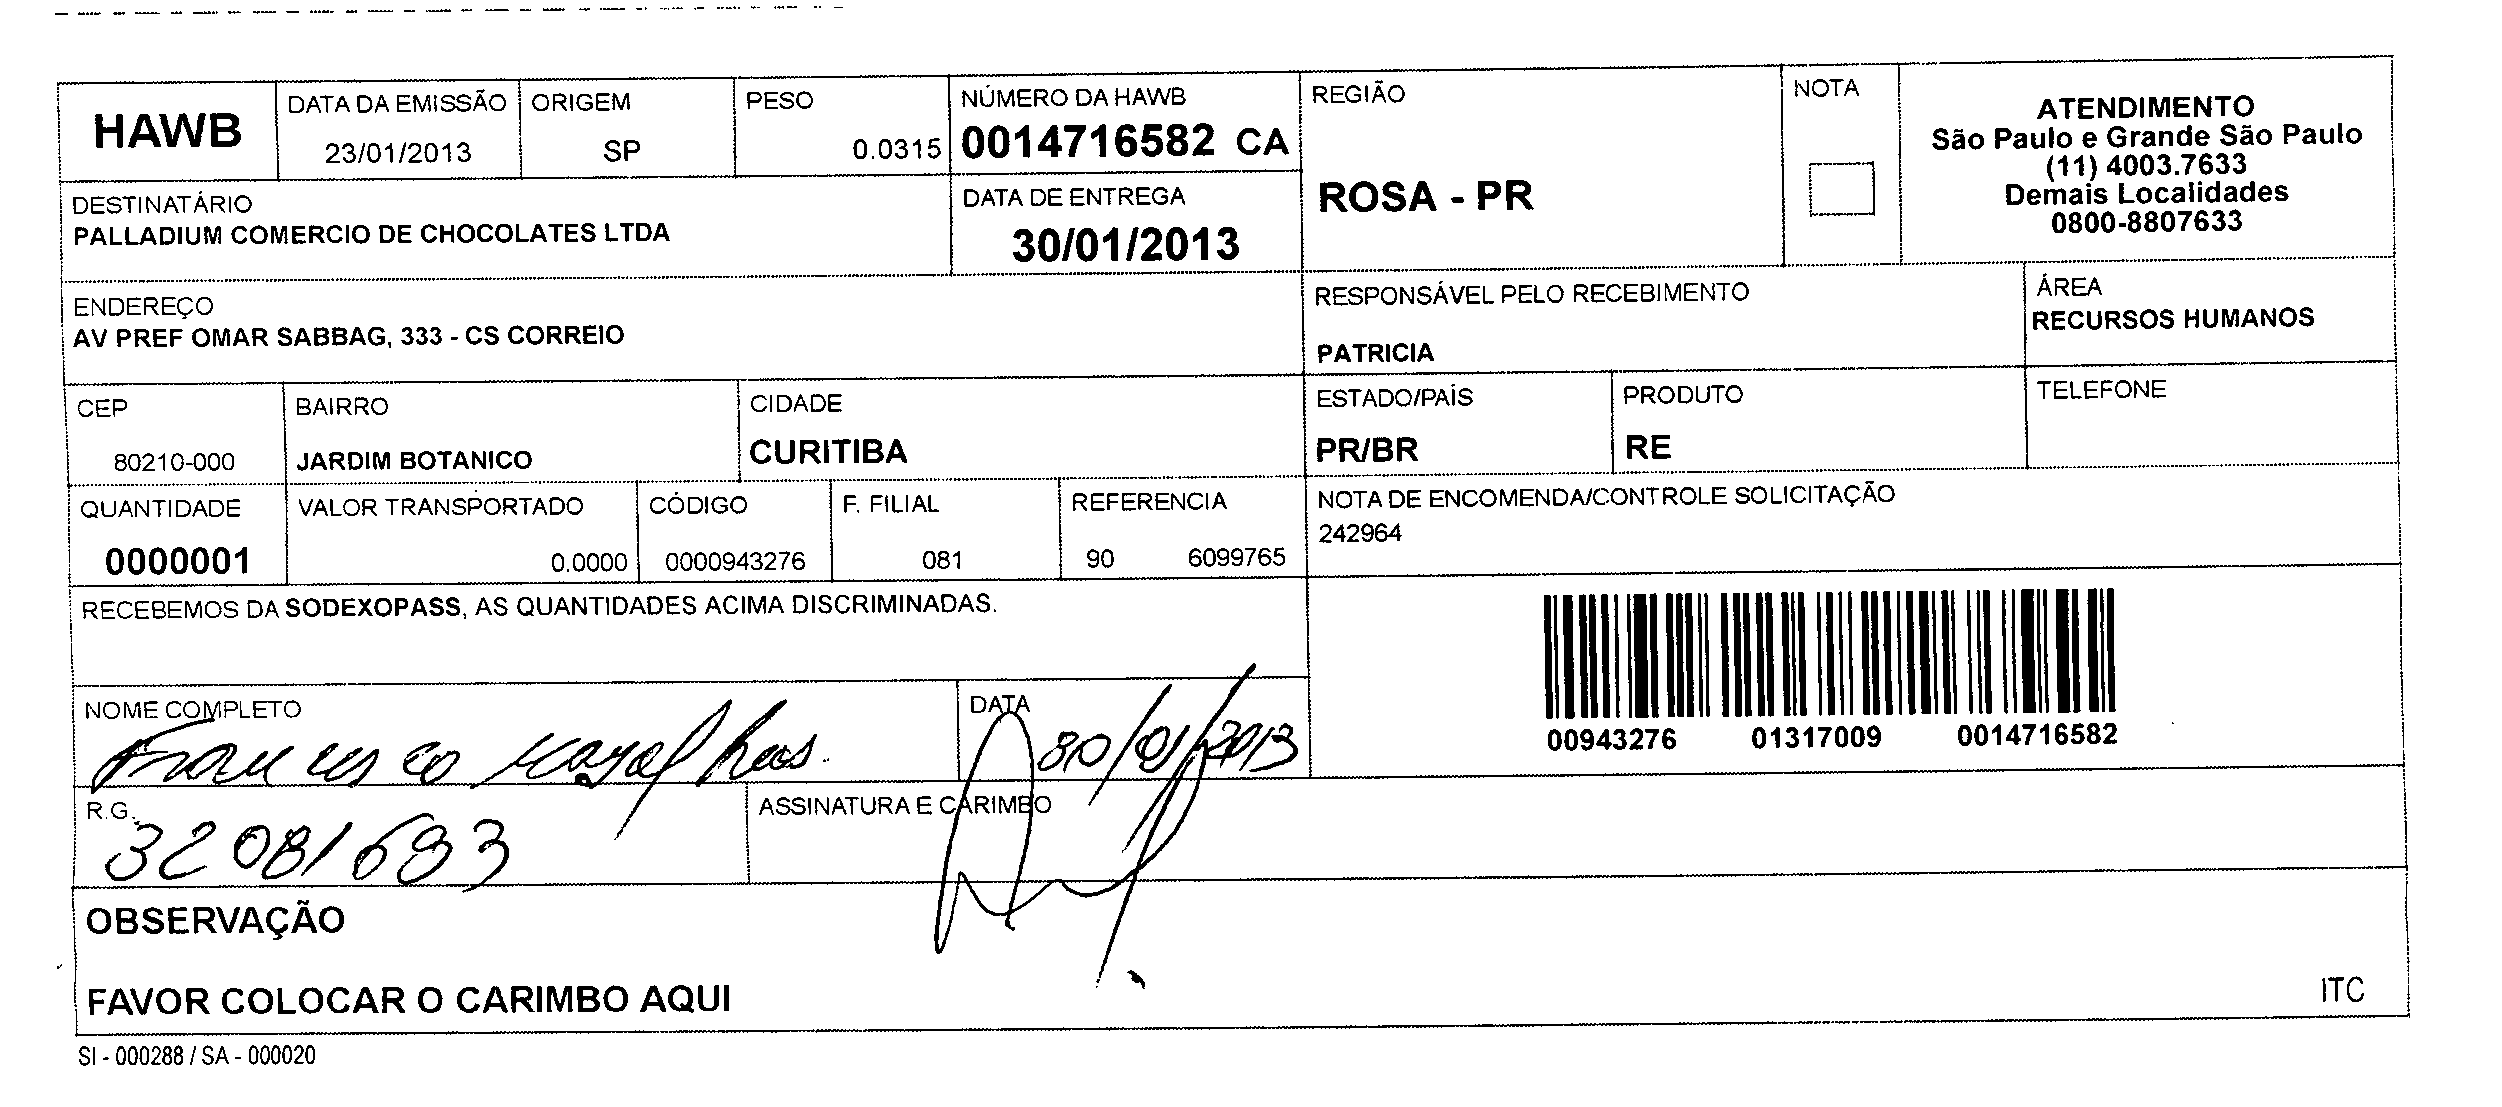 HAWB
DATA DA EMISSÃO
23/01/2013
ORIGEM
SP
PESO
0.0315
NÚMERO DA HAWB
0014716582 CA
REGIÃO
ROSA - PR
NOTA
ATENDIMENTO
São Paulo e Grande São Paulo
(11) 4003.7633
Demais Localidades
0800-8807633
DESTINATÁRIO
PALLADIUM COMERCIO DE CHOCOLATES LTDA
DATA DE ENTREGA
30/01/2013
ENDEREÇO
AV PREF OMAR SABBAG, 333 - CS CORREIO
RESPONSÁVEL PELO RECEBIMENTO
PATRICIA
ÁREA
RECURSOS HUMANOS
CEP
80210-000
BAIRRO
JARDIM BOTANICO
CIDADE
CURITIBA
ESTADO/PAÍS
PR/BR
PRODUTO
RE
TELEFONE
QUANTIDADE
0000001
VALOR TRANSPORTADO
0.0000
CÓDIGO
0000943276
F. FILIAL
081
REFERENCIA
90 6099765
NOTA DE ENCOMENDA/CONTROLE SOLICITAÇÃO
242964
RECEBEMOS DA SODEXOPASS, AS QUANTIDADES ACIMA DISCRIMINADAS.
00943276 01317009 0014716582
NOME COMPLETO
DATA
30/01/2013
R.G.
ASSINATURA E CARIMBO
OBSERVAÇÃO
FAVOR COLOCAR O CARIMBO AQUI
ITC
SI - 000288 / SA - 000020